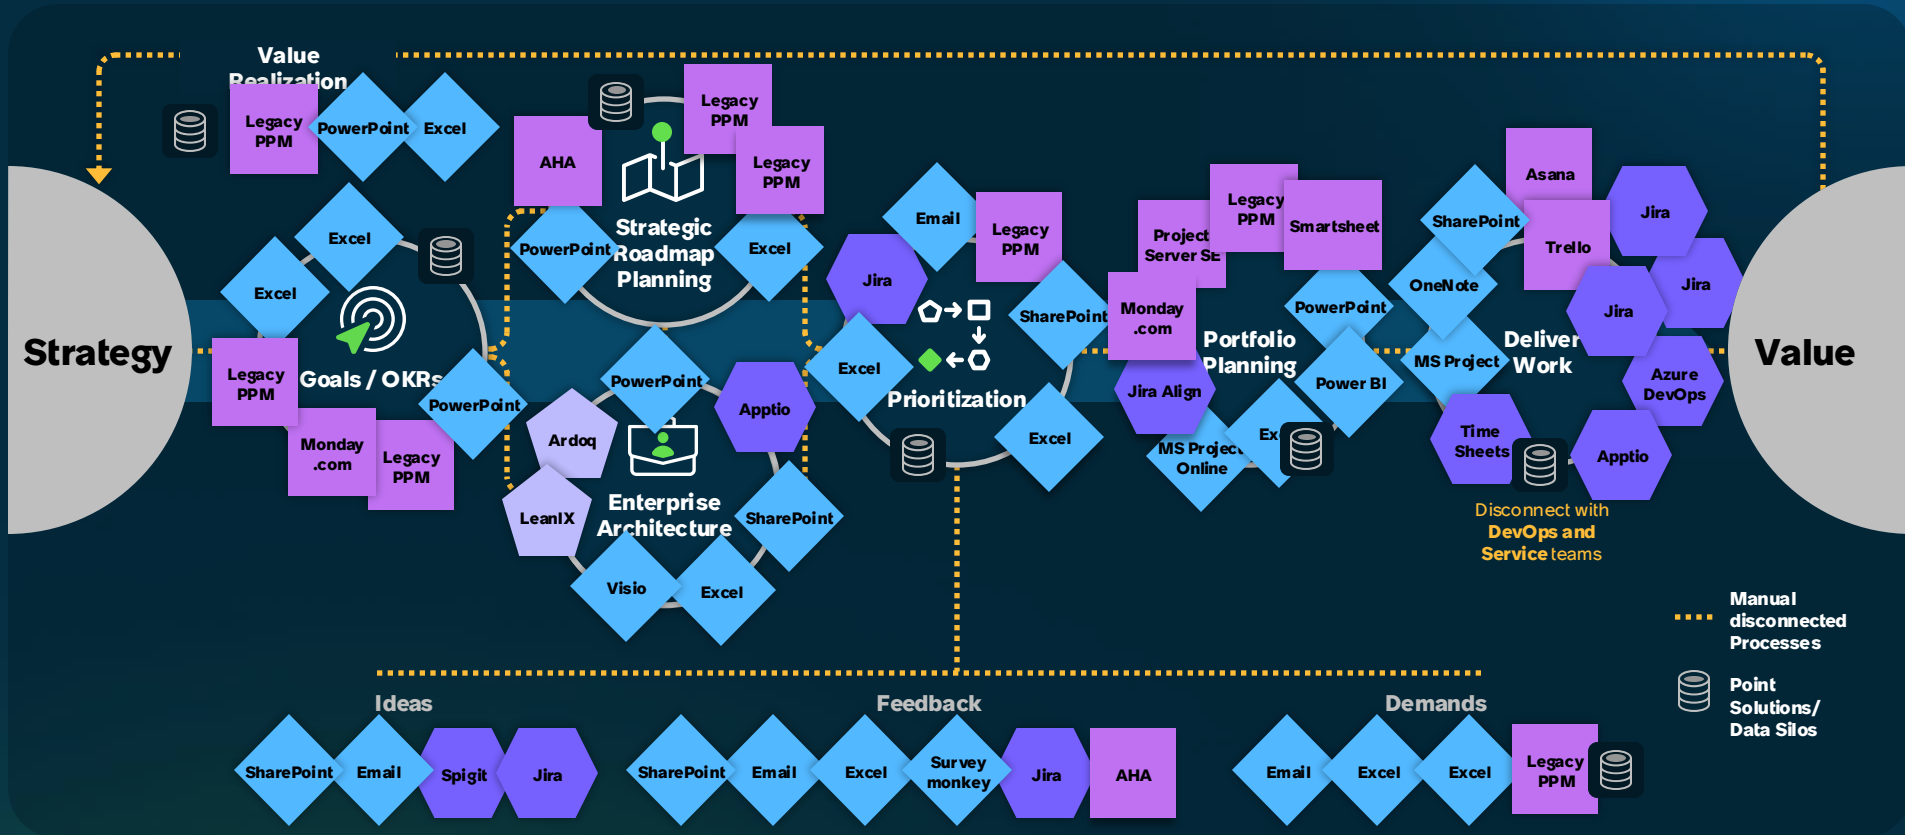 Value
Realization
Legacy
PPM
PowerPoint
Excel
Strategy
Excel
Excel
Goals / OKRs
Legacy
PPM
Monday
.com
Legacy
PPM
PowerPoint
AHA
Legacy
PPM
Legacy
PPM
Strategic
Roadmap
Planning
PowerPoint
Excel
PowerPoint
Apptio
Ardoq
LeanIX
Enterprise
Architecture
SharePoint
Visio
Excel
Email
Legacy
PPM
Jira
SharePoint
Excel
Prioritization
Excel
Project
Server SE
Legacy
PPM
Smartsheet
Monday
.com
PowerPoint
Portfolio
Planning
Jira Align
Power BI
MS Project
Online
Asana
SharePoint
Jira
Trello
OneNote
Jira
Jira
MS Project
Deliver
Work
Azure
DevOps
Time
Sheets
Apptio
Value
Disconnect with
DevOps and
Service teams
Manual
disconnected
Processes
Point
Solutions/
Data Silos
Ideas
SharePoint
Email
Spigit
Jira
Feedback
SharePoint
Email
Excel
Survey
monkey
Jira
AHA
Demands
Email
Excel
Excel
Legacy
PPM